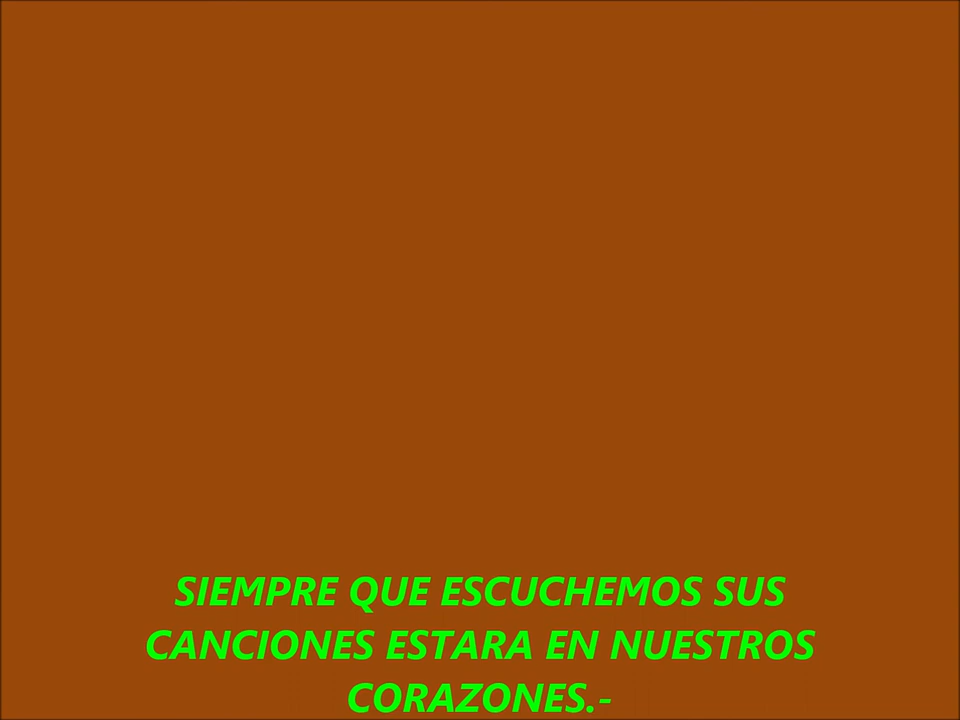 SIEMPRE QUE ESCUCHEMOS SUS
CANCIONES ESTARA EN NUESTROS
CORAZONES.-